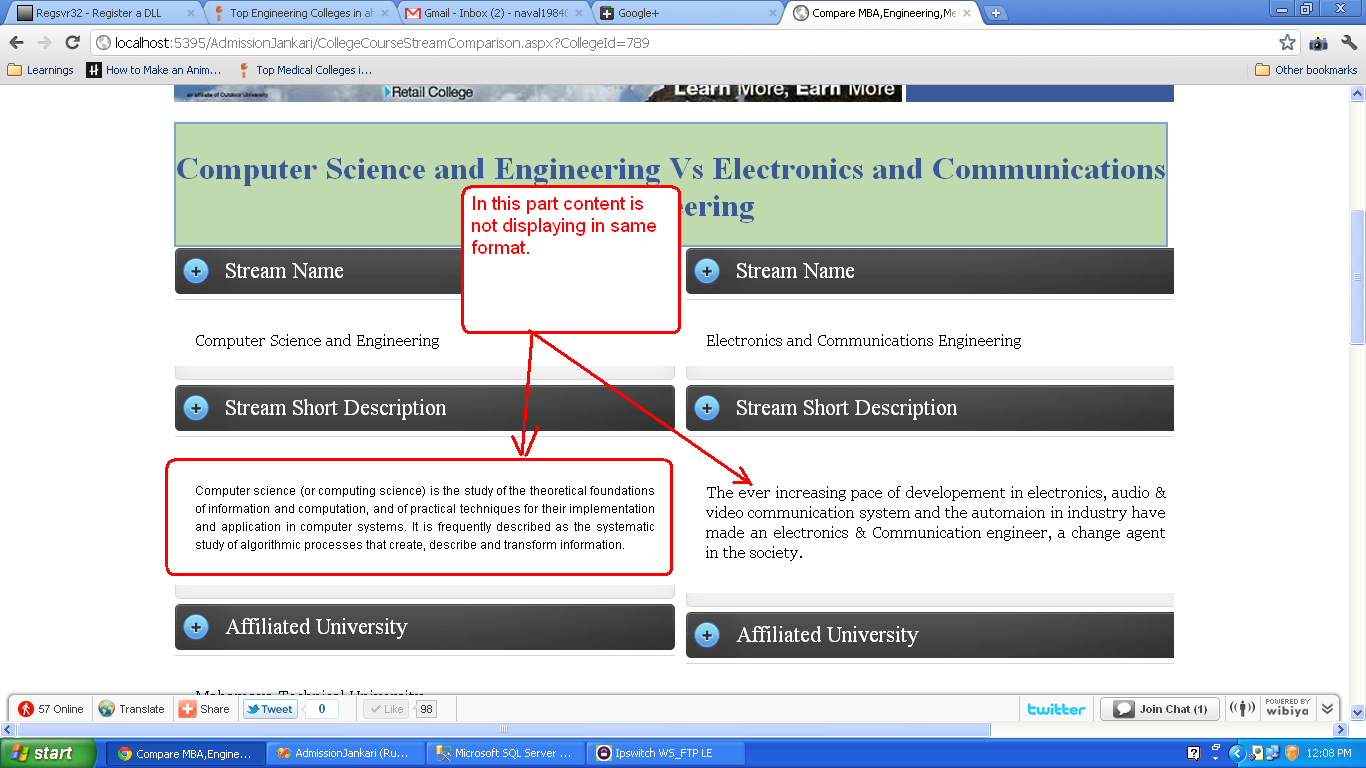 Regsvr32 - Register a DLL
Top Engineering Colleges in al
Gmail - Inbox (2) - naval1984(
Google+
Compare MBA,Engineering,Me
localhost:5395/AdmissionJankari/CollegeCourseStreamComparison.aspx?CollegeId=789
Learnings
How to Make an Anim...
Top Medical Colleges i...
Other bookmarks
an affiliate of Outdoor University
Retail College
Learn More, Earn More
Computer Science and Engineering Vs Electronics and Communications
eering
In this part content is
not displaying in same
format.
Stream Name
Stream Name
Computer Science and Engineering
Electronics and Communications Engineering
Stream Short Description
Stream Short Description
Computer science (or computing science) is the study of the theoretical foundations
of information and computation, and of practical techniques for their implementation
and application in computer systems. It is frequently described as the systematic
study of algorithmic processes that create, describe and transform information.
The ever increasing pace of developement in electronics, audio &
video communication system and the automaion in industry have
made an electronics & Communication engineer, a change agent
in the society.
Affiliated University
Affiliated University
Technical University
57 Online
Translate
Share
Tweet
0
Like
98
twitter
Join Chat (1)
POWERED BY
wibiya
start
Compare MBA,Engine...
AdmissionJankari (Ru...
Microsoft SQL Server ...
Ipswitch WS_FTP LE
12:08 PM